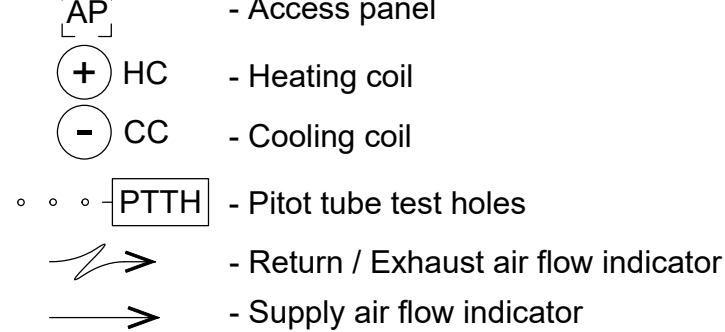 AP - Access panel
+ HC - Heating coil
- CC - Cooling coil
PTTH - Pitot tube test holes
- Return / Exhaust air flow indicator
- Supply air flow indicator